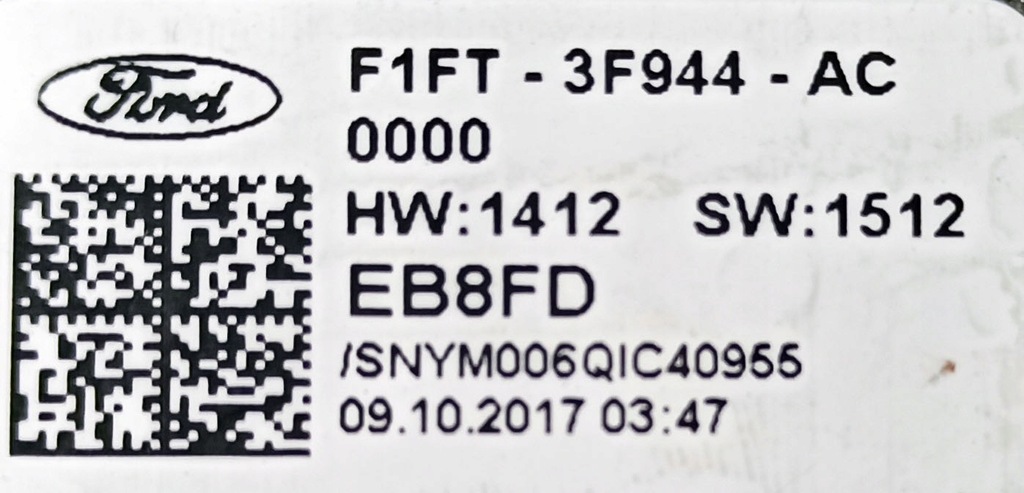 Ford
F1FT - 3F944 - AC
0000
HW:1412 SW:1512
EB8FD
/SNYM006QIC40955
09.10.2017 03:47